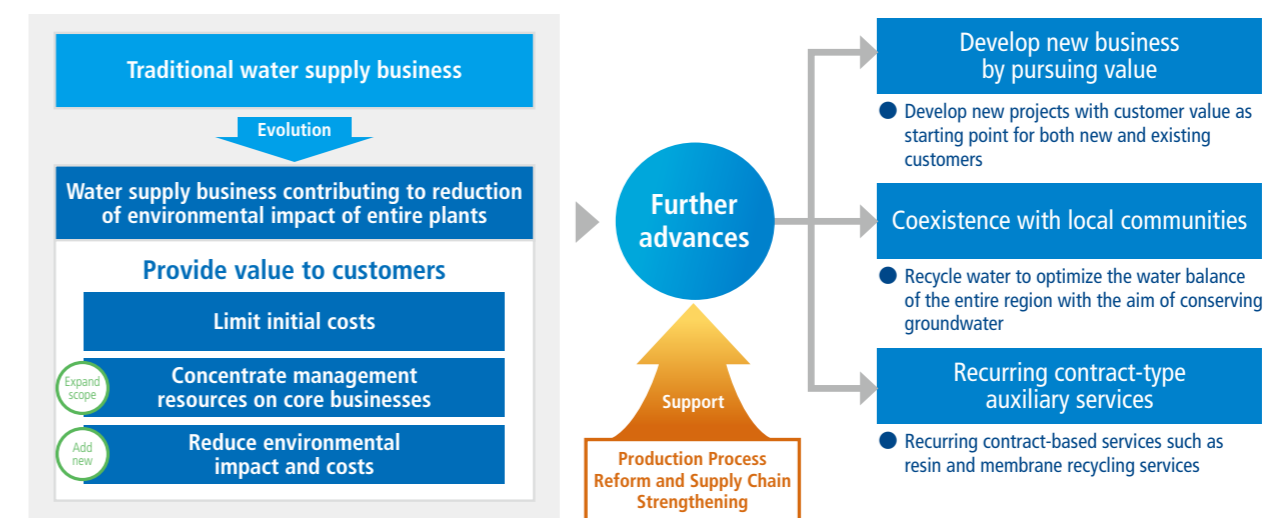 Traditional water supply business
Evolution
Water supply business contributing to reduction
of environmental impact of entire plants
Provide value to customers
Limit initial costs
Expand
scope
Concentrate management
resources on core businesses
Add
new
Reduce environmental
impact and costs
Further
advances
Support
Production Process
Reform and Supply Chain
Strengthening
Develop new business
by pursuing value
● Develop new projects with customer value as
starting point for both new and existing
customers
Coexistence with local communities
● Recycle water to optimize the water balance
of the entire region with the aim of conserving
groundwater
Recurring contract-type
auxiliary services
● Recurring contract-based services such as
resin and membrane recycling services